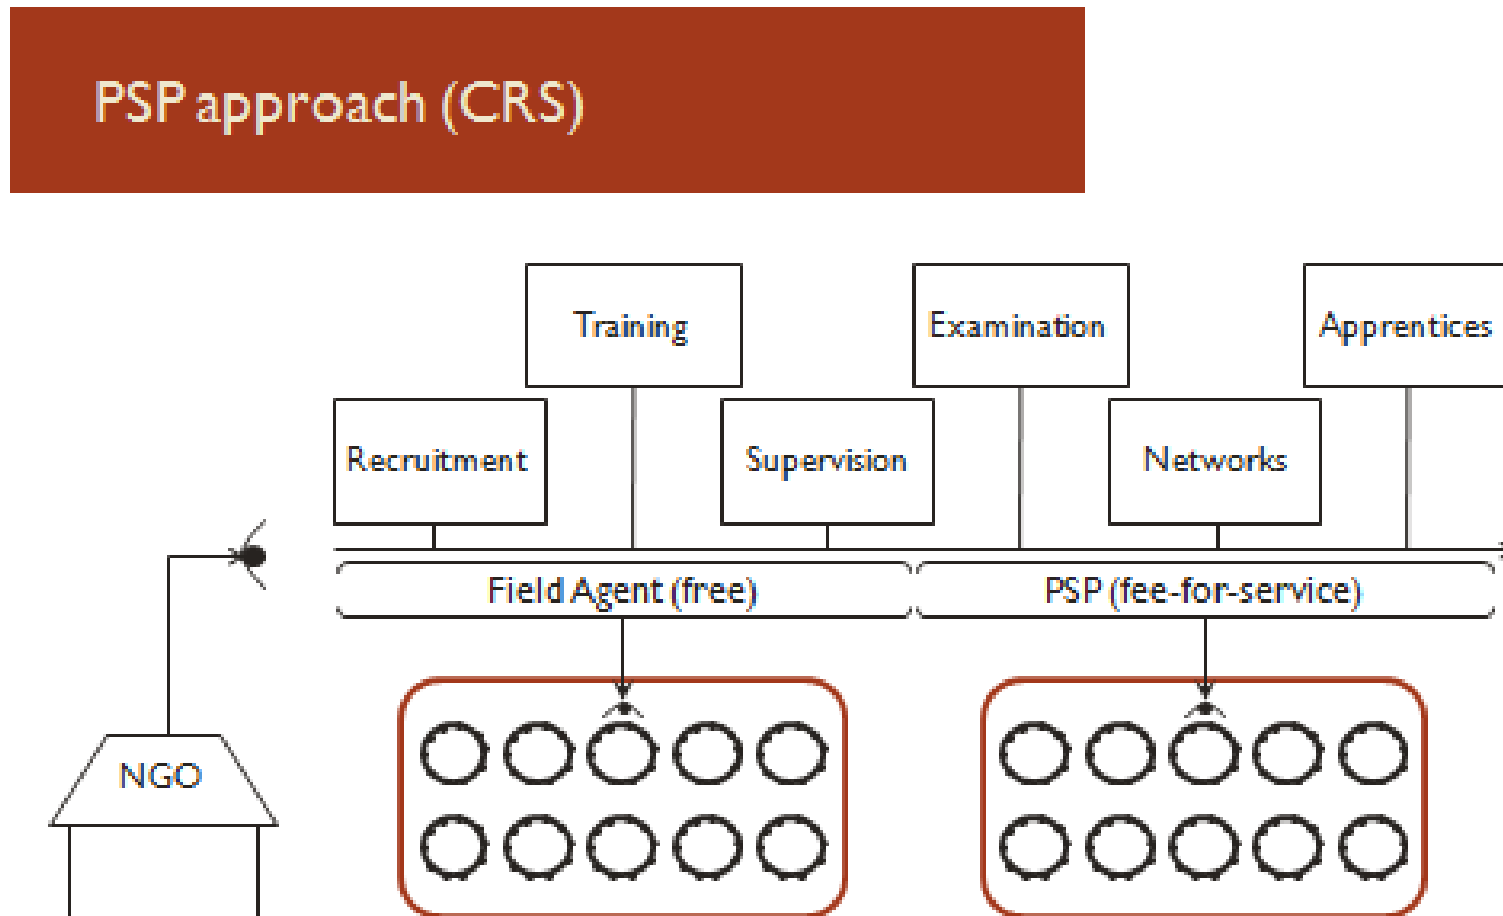 PSP approach (CRS)
Training
Examination
Apprentices
Recruitment
Supervision
Networks
Field Agent (free)
PSP (fee-for-service)
NGO